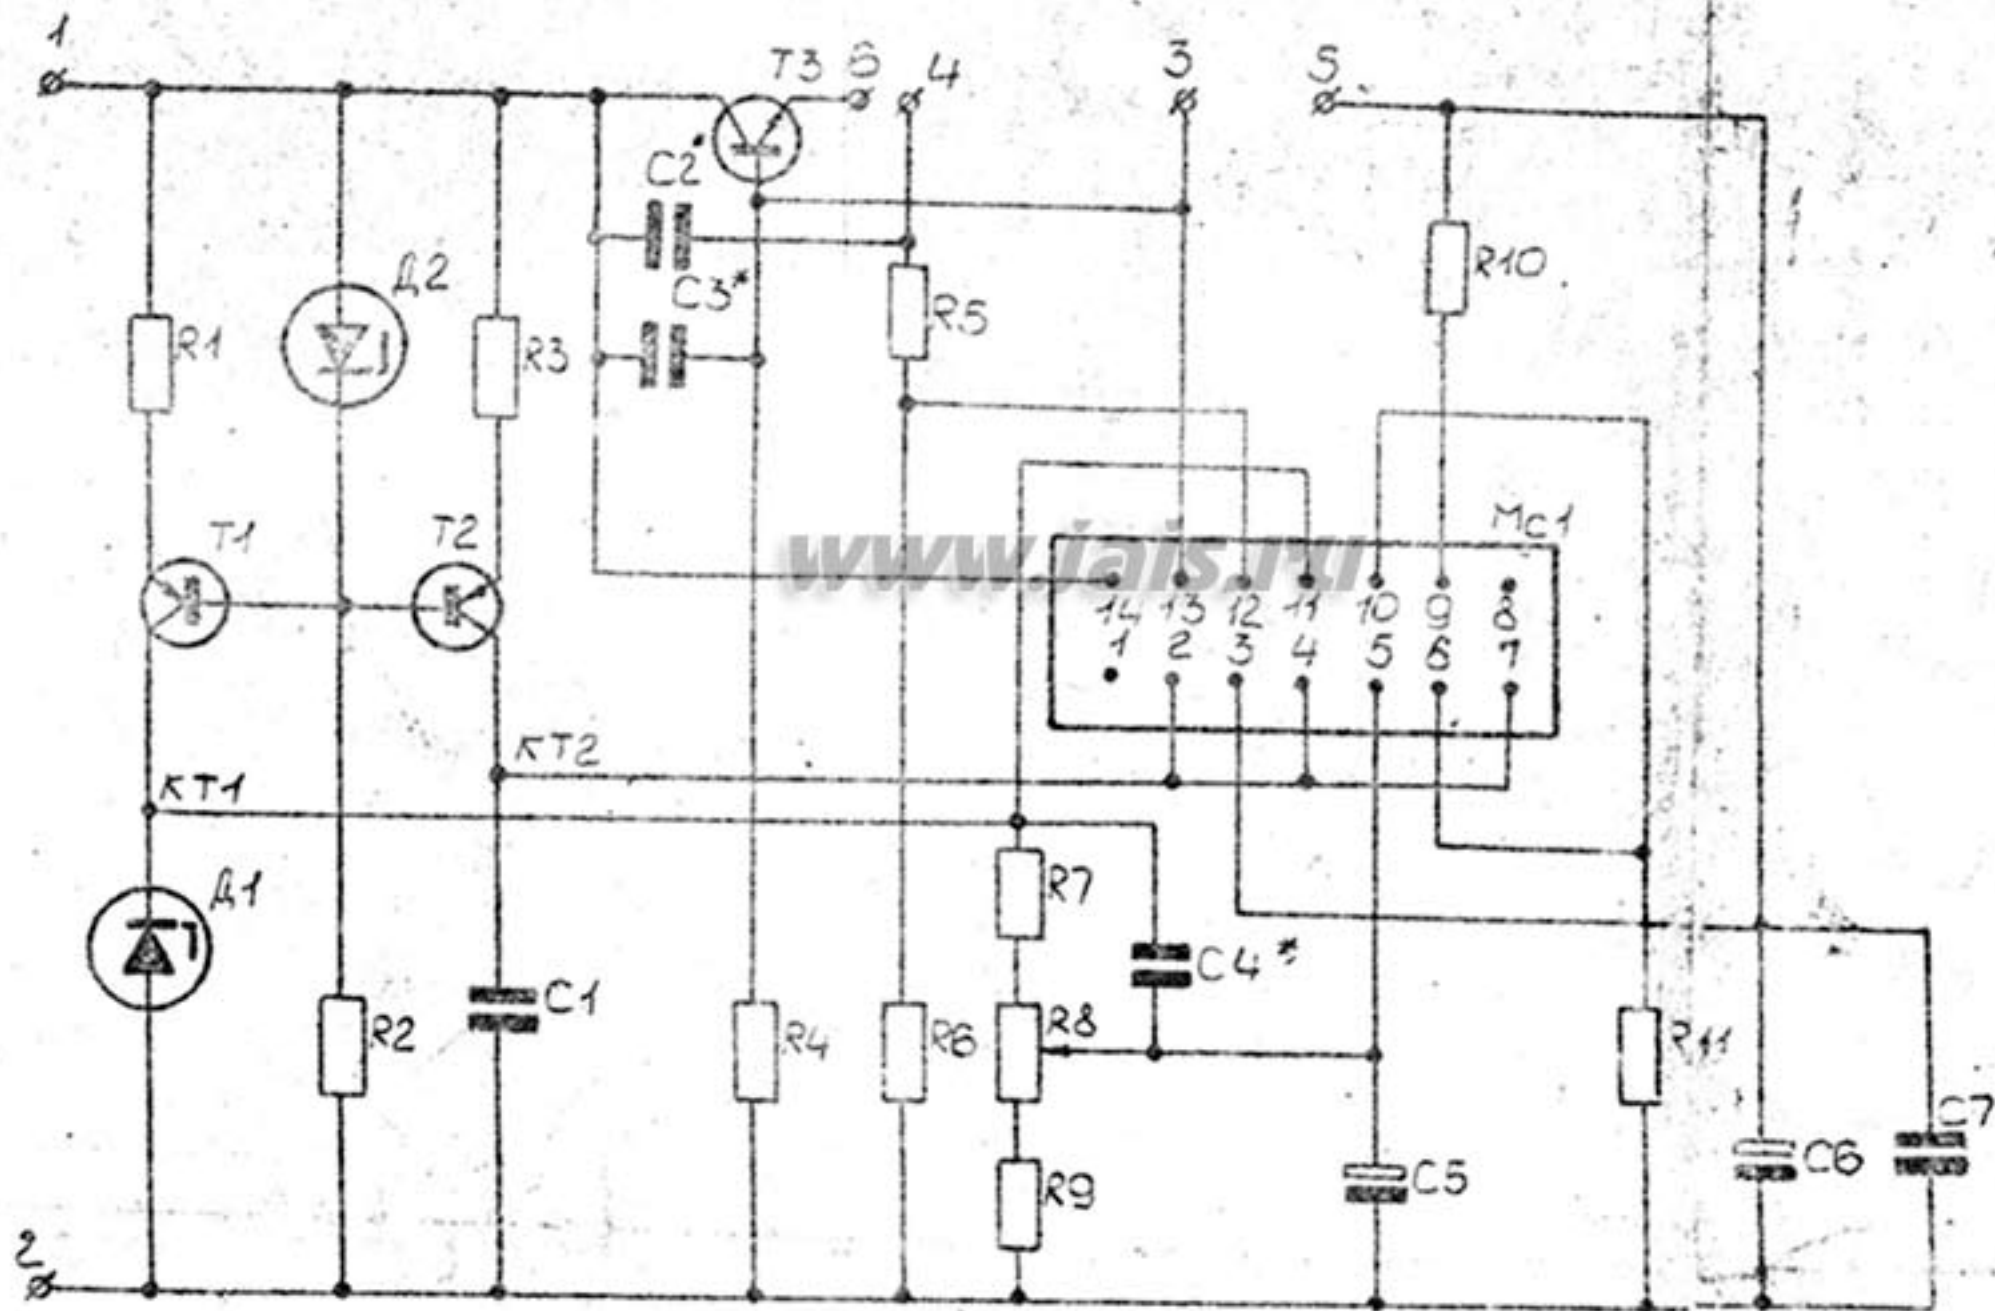 1
T3 6 4 3 5
C2*
Д2 C3* R10
R5
R1 R3
T1 T2 MC1
www.iais.ru
14 13 12 11 10 9 8
1 2 3 4 5 6 7
KT2
KT1
R7
Д1
C4*
C1
R2 R4 R6 R8 R11
C7
C6
R9 C5
2